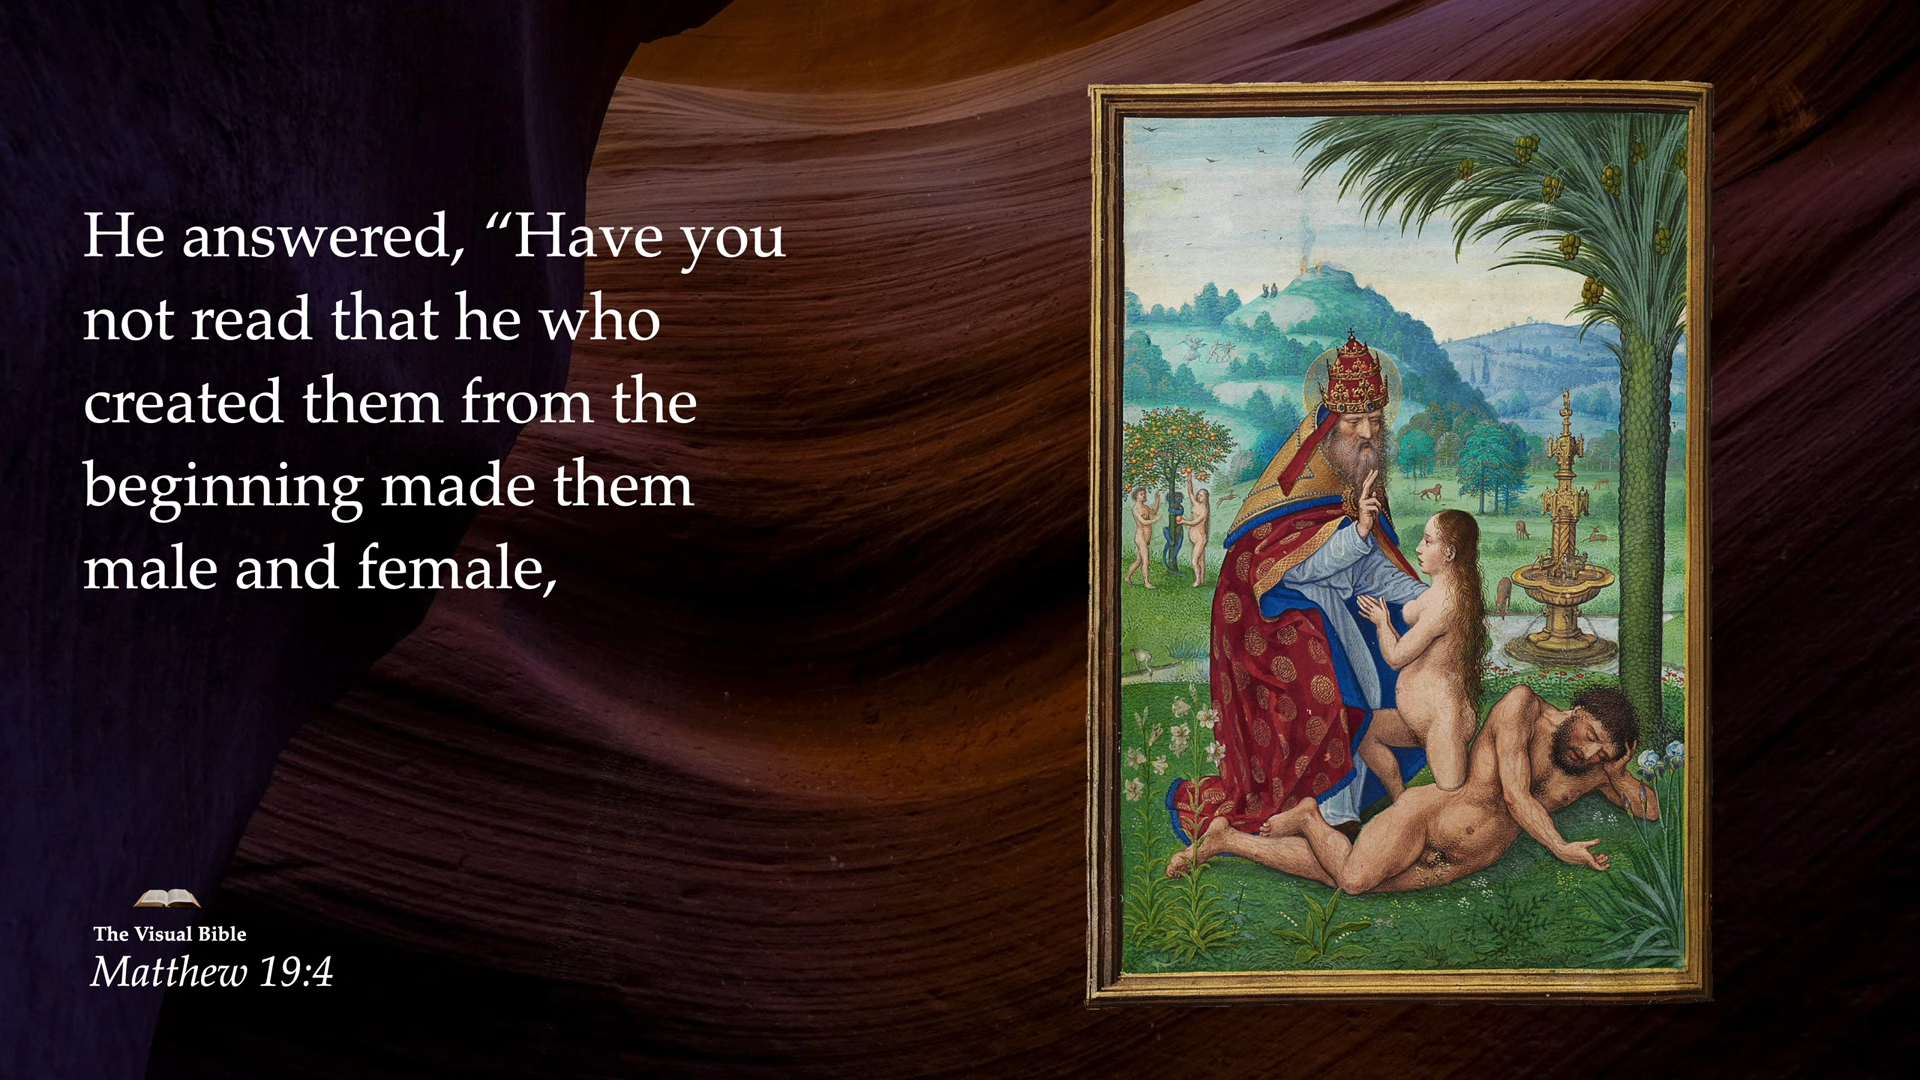 He answered, “Have you
not read that he who
created them from the
beginning made them
male and female,
The Visual Bible
Matthew 19:4